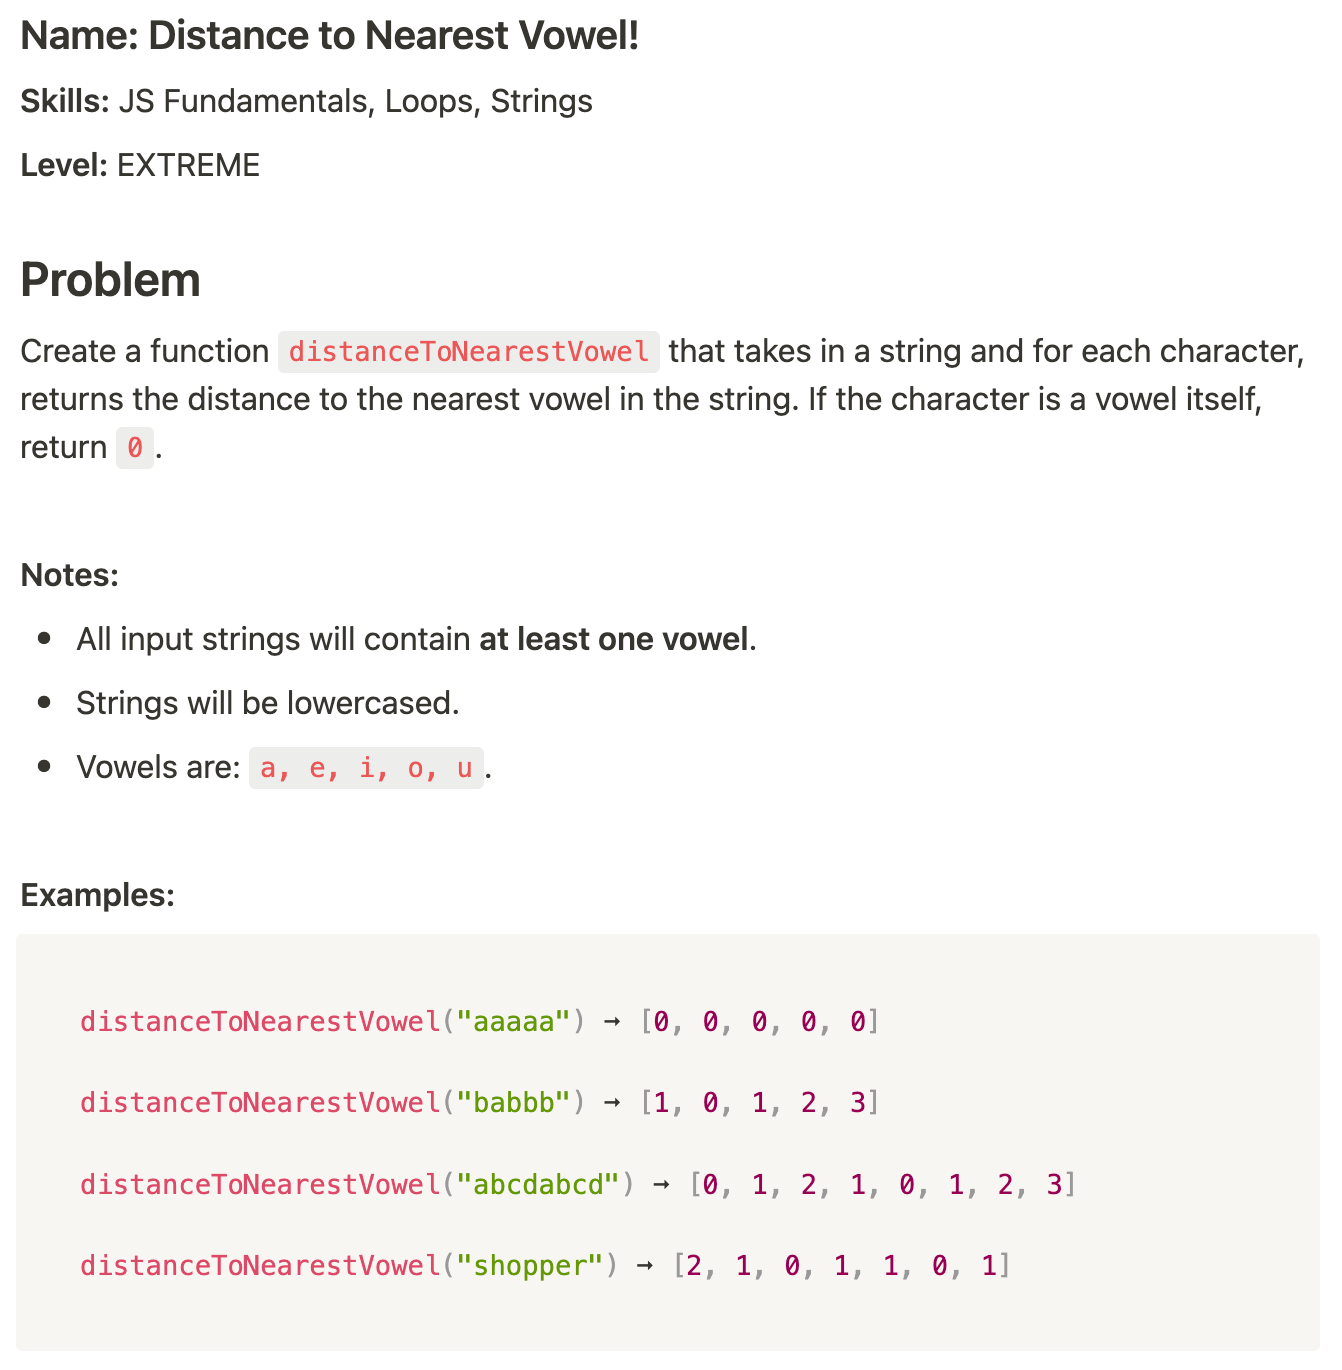 Name: Distance to Nearest Vowel!
Skills: JS Fundamentals, Loops, Strings
Level: EXTREME
Problem
Create a function distanceToNearestVowel that takes in a string and for each character,
returns the distance to the nearest vowel in the string. If the character is a vowel itself,
return 0.
Notes:
• All input strings will contain at least one vowel.
• Strings will be lowercased.
• Vowels are: a, e, i, o, u.
Examples:
distanceToNearestVowel("aaaaa") → [0, 0, 0, 0, 0]
distanceToNearestVowel("babbb") → [1, 0, 1, 2, 3]
distanceToNearestVowel("abcdabcd") → [0, 1, 2, 1, 0, 1, 2, 3]
distanceToNearestVowel("shopper") → [2, 1, 0, 1, 1, 0, 1]